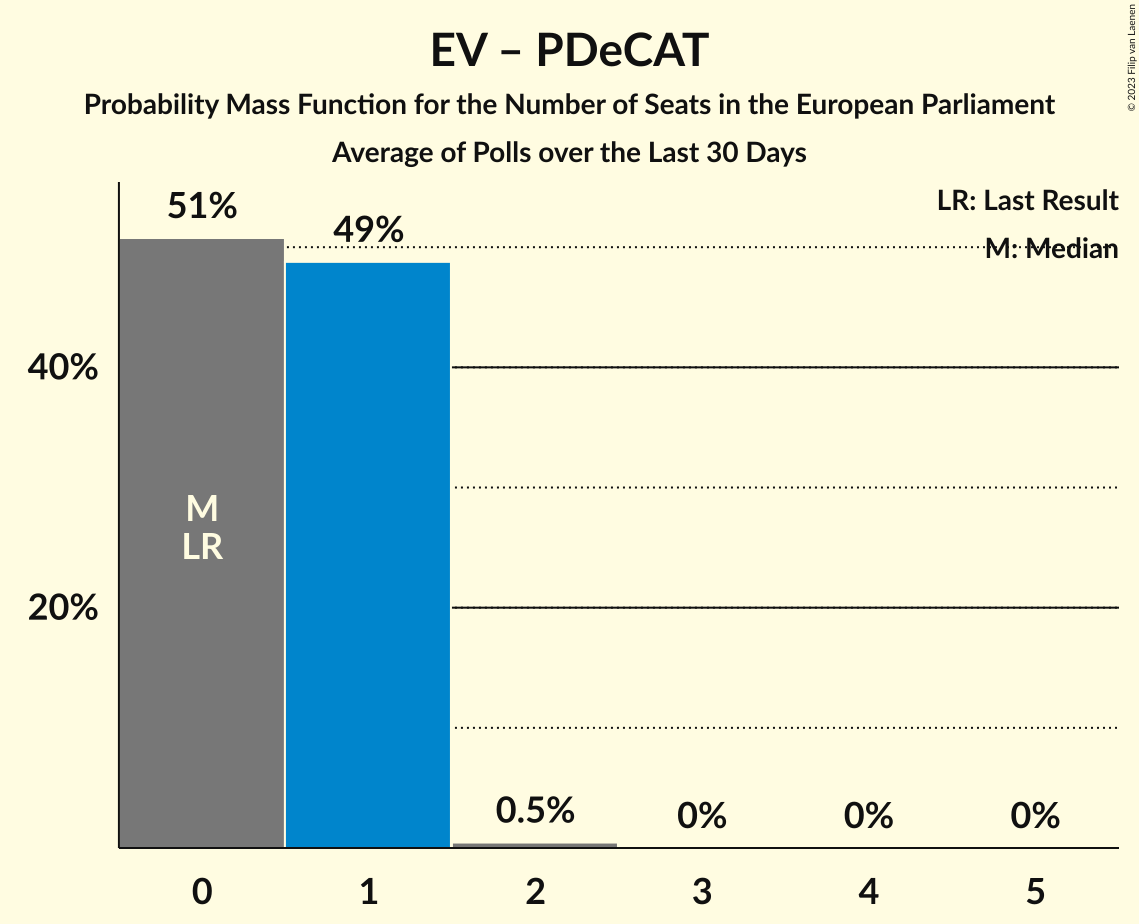 EV – PDeCAT
Probability Mass Function for the Number of Seats in the European Parliament
Average of Polls over the Last 30 Days
© 2023 Filip van Laenen
LR: Last Result
M: Median
51%
49%
40%
20%
M
LR
0.5%
0%
0%
0%
0
1
2
3
4
5